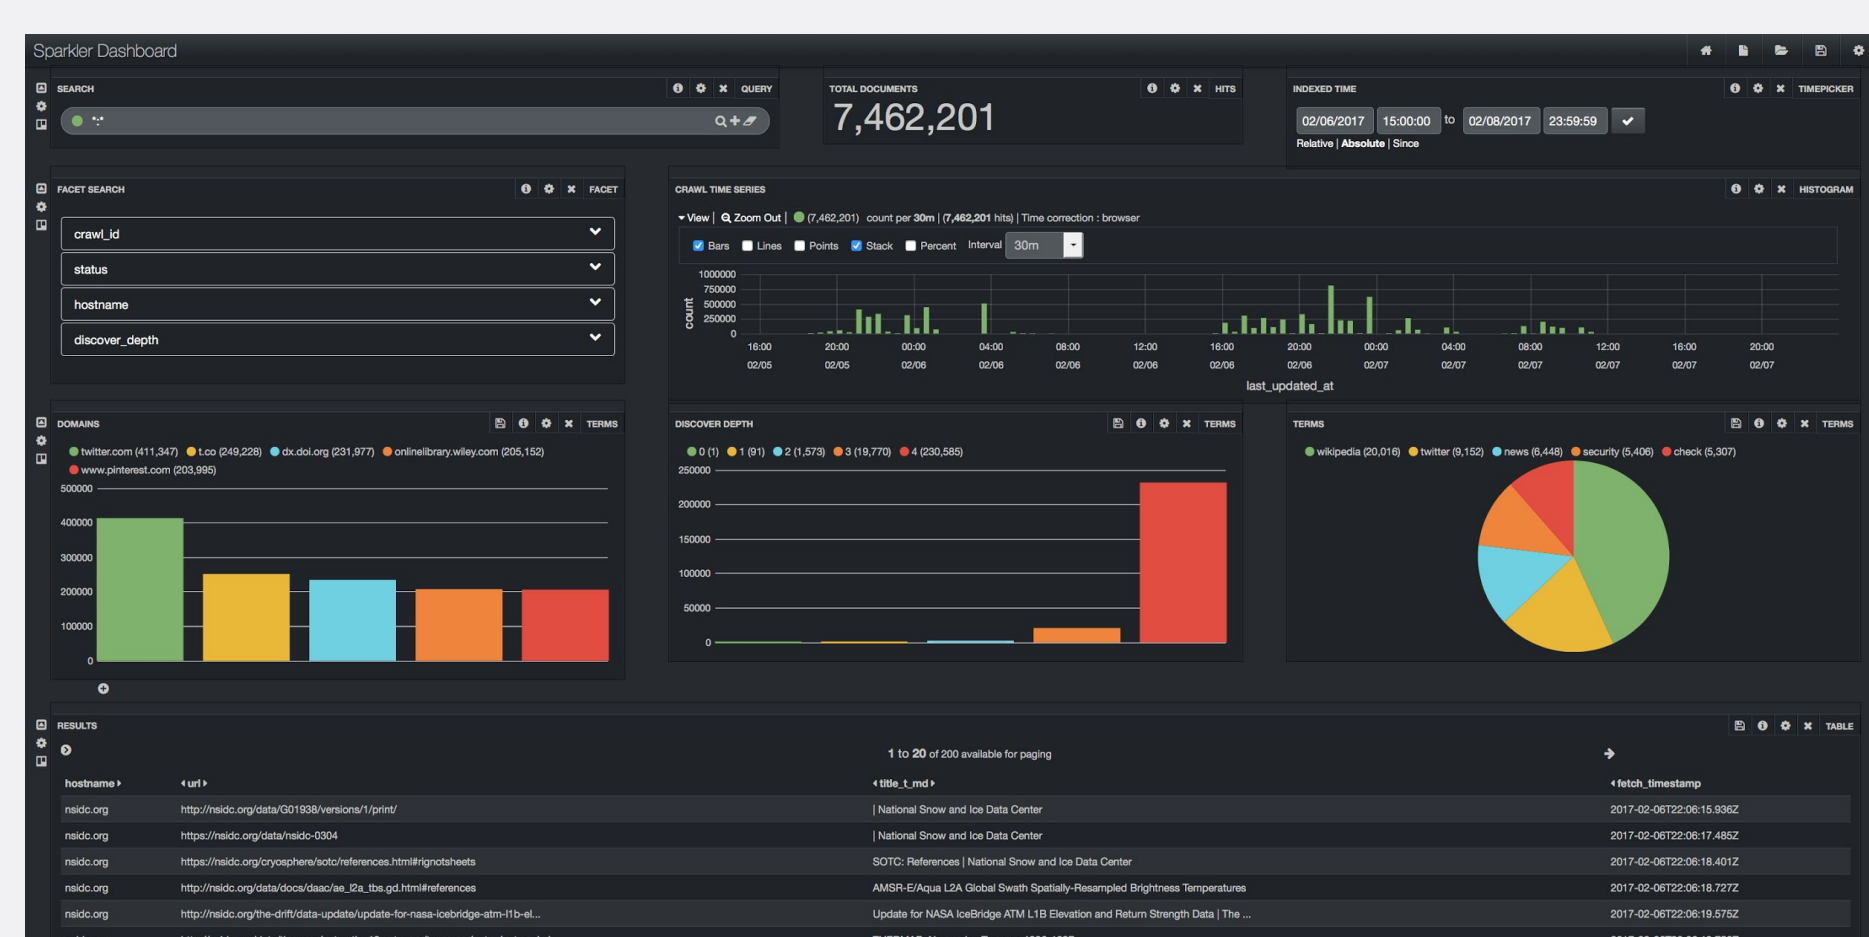 Sparkler Dashboard
SEARCH
QUERY
*:*
TOTAL DOCUMENTS
HITS
7,462,201
INDEXED TIME
TIMEPICKER
02/06/2017 15:00:00 to 02/08/2017 23:59:59
Relative | Absolute | Since
FACET SEARCH
FACET
crawl_id
status
hostname
discover_depth
CRAWL TIME SERIES
HISTOGRAM
View | Zoom Out | (7,462,201) count per 30m | (7,462,201 hits) | Time correction : browser
Bars Lines Points Stack Percent Interval 30m
1000000
750000
500000
250000
0
count
16:00 20:00 00:00 04:00 08:00 12:00 16:00 20:00 00:00 04:00 08:00 12:00 16:00 20:00
02/05 02/05 02/06 02/06 02/06 02/06 02/06 02/06 02/07 02/07 02/07 02/07 02/07 02/07
last_updated_at
DOMAINS
TERMS
twitter.com (411,347) t.co (249,228) dx.doi.org (231,977) onlinelibrary.wiley.com (205,152)
www.pinterest.com (203,995)
500000
400000
300000
200000
100000
0
DISCOVER DEPTH
TERMS
0 (1) 1 (91) 2 (1,573) 3 (19,770) 4 (230,585)
250000
200000
150000
100000
50000
0
TERMS
TERMS
wikipedia (20,016) twitter (9,152) news (6,448) security (5,406) check (5,307)
RESULTS
TABLE
1 to 20 of 200 available for paging
hostname url title_t_md fetch_timestamp
nsidc.org http://nsidc.org/data/G01938/versions/1/print/ | National Snow and Ice Data Center 2017-02-06T22:06:15.936Z
nsidc.org https://nsidc.org/data/nsidc-0304 | National Snow and Ice Data Center 2017-02-06T22:06:17.485Z
nsidc.org https://nsidc.org/cryosphere/sotc/references.html#rignotsheets SOTC: References | National Snow and Ice Data Center 2017-02-06T22:06:18.401Z
nsidc.org http://nsidc.org/data/docs/daac/ae_l2a_tbs.gd.html#references AMSR-E/Aqua L2A Global Swath Spatially-Resampled Brightness Temperatures 2017-02-06T22:06:18.727Z
nsidc.org http://nsidc.org/the-drift/data-update/update-for-nasa-icebridge-atm-l1b-el... Update for NASA IceBridge ATM L1B Elevation and Return Strength Data | The ... 2017-02-06T22:06:19.575Z